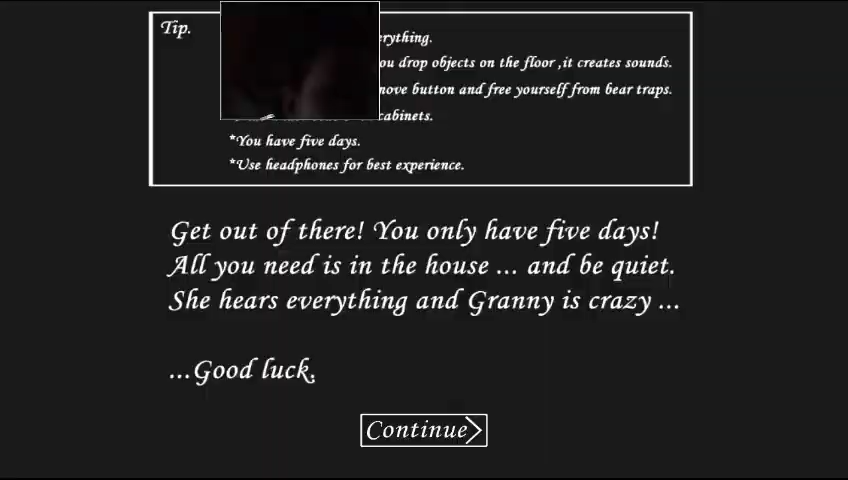 Tip.
erything.
ou drop objects on the floor ,it creates sounds.
move button and free yourself from bear traps.
cabinets.
*You have five days.
*Use headphones for best experience.
Get out of there! You only have five days!
All you need is in the house ... and be quiet.
She hears everything and Granny is crazy ...
...Good luck.
Continue>